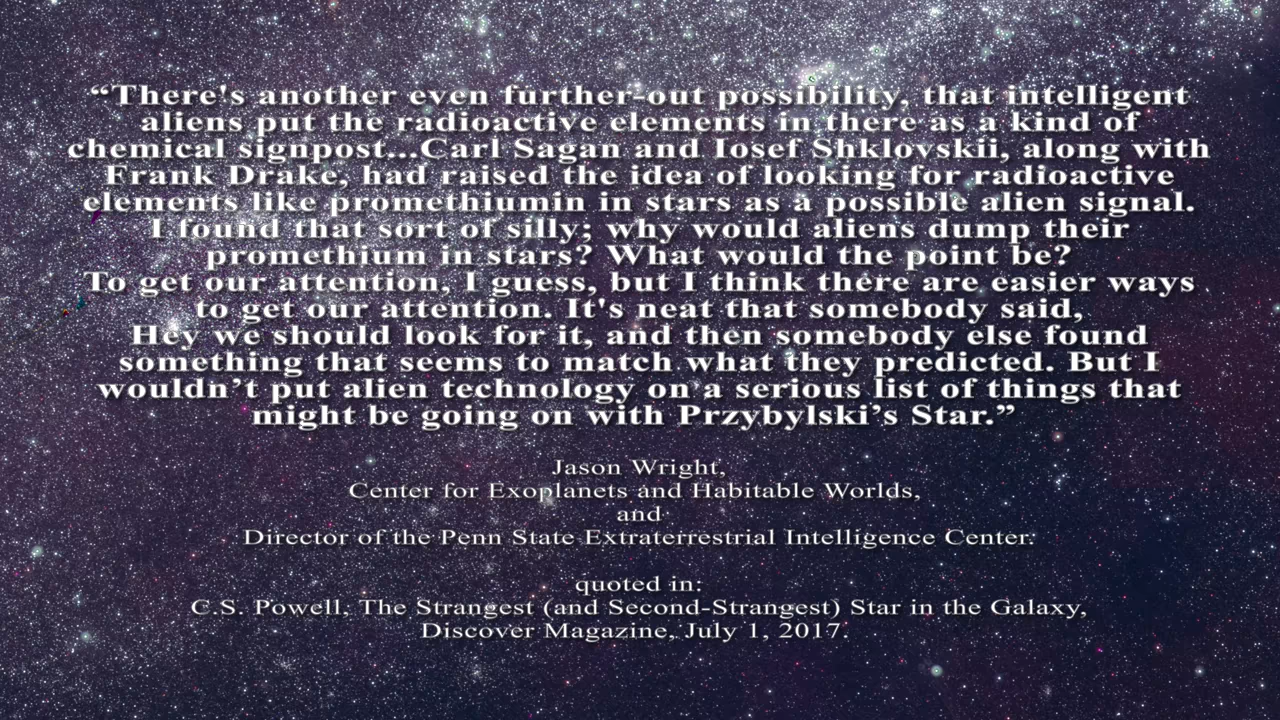 “There's another even further-out possibility, that intelligent
aliens put the radioactive elements in there as a kind of
chemical signpost...Carl Sagan and Iosef Shklovskii, along with
Frank Drake, had raised the idea of looking for radioactive
elements like promethiumin in stars as a possible alien signal.
I found that sort of silly; why would aliens dump their
promethium in stars? What would the point be?
To get our attention, I guess, but I think there are easier ways
to get our attention. It's neat that somebody said,
Hey we should look for it, and then somebody else found
something that seems to match what they predicted. But I
wouldn’t put alien technology on a serious list of things that
might be going on with Przybylski’s Star.”
Jason Wright,
Center for Exoplanets and Habitable Worlds,
and
Director of the Penn State Extraterrestrial Intelligence Center.
quoted in:
C.S. Powell, The Strangest (and Second-Strangest) Star in the Galaxy,
Discover Magazine, July 1, 2017.